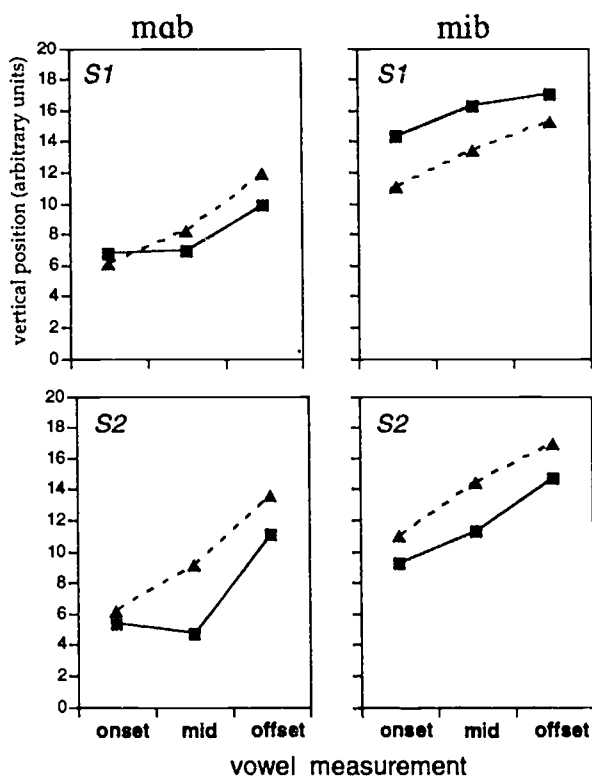 mab mib
vertical position (arbitrary units)
20
18
16
14
12
10
8
6
4
2
0
S1
S1
20
18
16
14
12
10
8
6
4
2
0
S2
S2
onset mid offset onset mid offset
vowel measurement